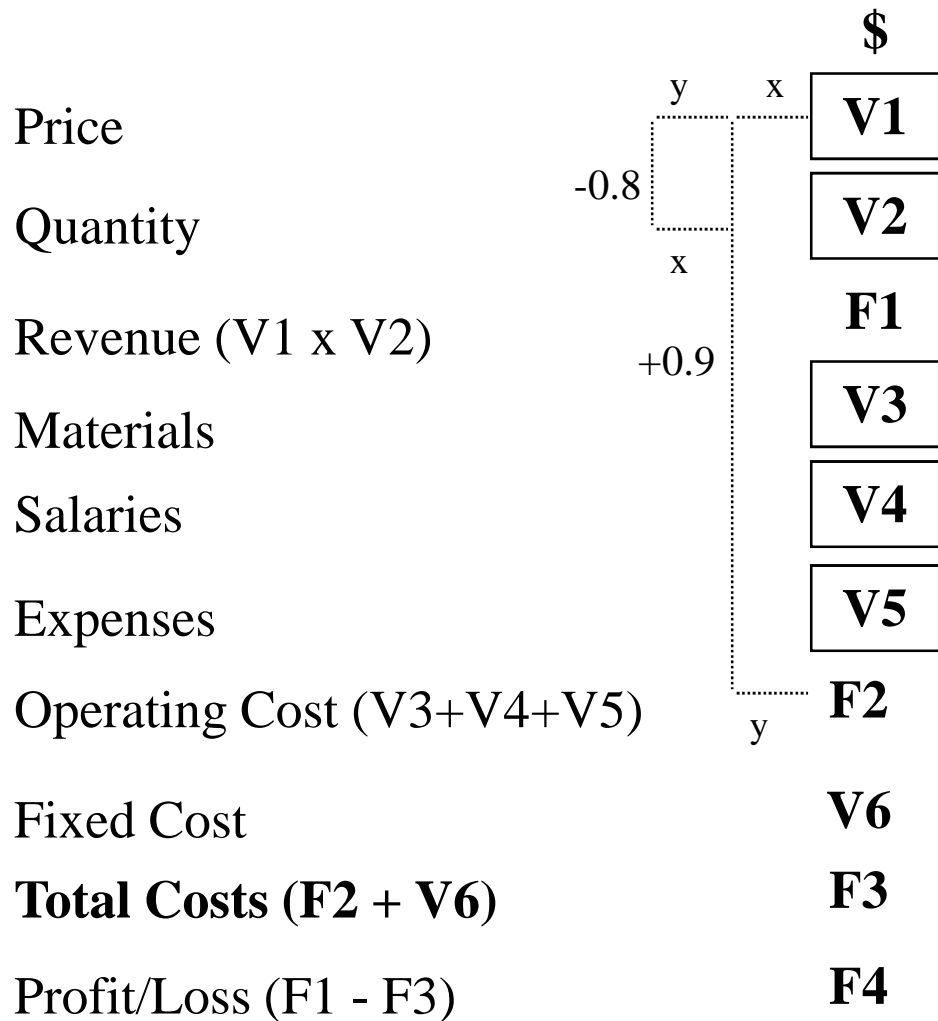 $
y x
Price V1
-0.8
Quantity V2
x
Revenue (V1 x V2) F1
+0.9
Materials V3
Salaries V4
Expenses V5
Operating Cost (V3+V4+V5) F2
y
Fixed Cost V6
Total Costs (F2 + V6) F3
Profit/Loss (F1 - F3) F4